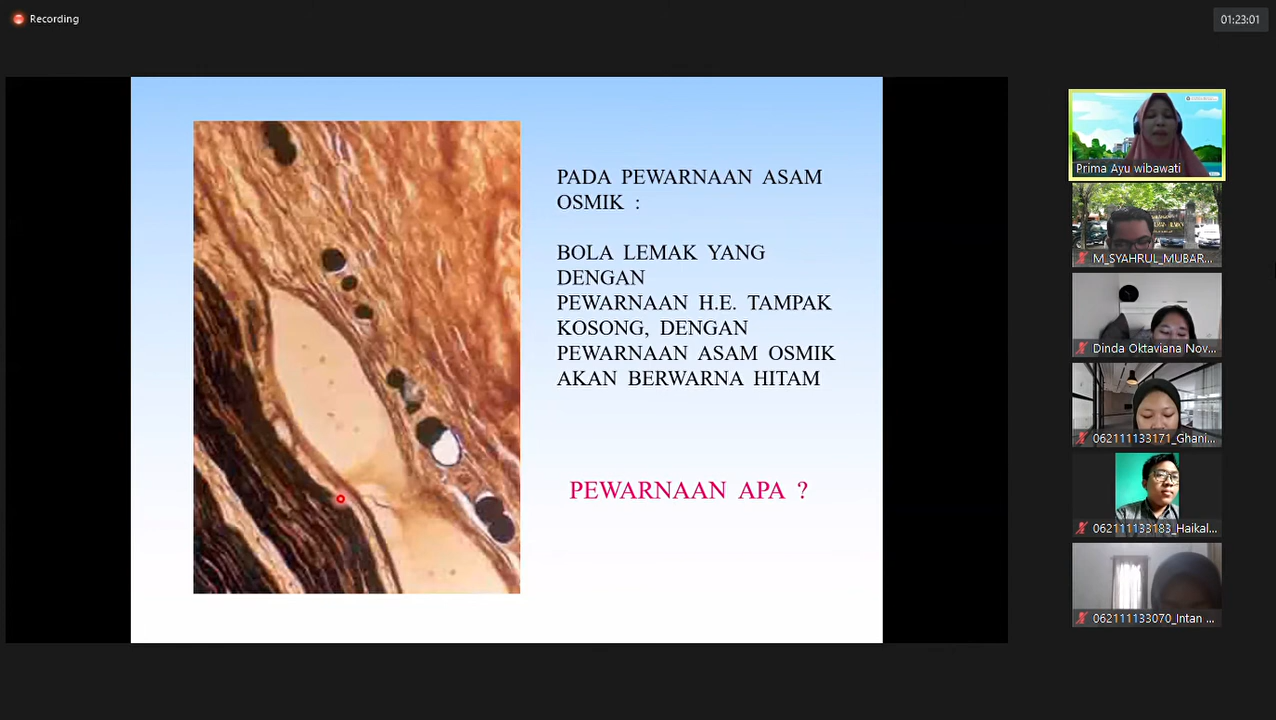 Recording
01:23:01
PADA PEWARNAAN ASAM
OSMIK :
BOLA LEMAK YANG
DENGAN
PEWARNAAN H.E. TAMPAK
KOSONG, DENGAN
PEWARNAAN ASAM OSMIK
AKAN BERWARNA HITAM
PEWARNAAN APA ?
Prima Ayu wibawati
M_SYAHRUL_MUBAR...
Dinda Oktaviana Nov...
062111133171_Ghani...
062111133183_Haikal...
062111133070_Intan ...